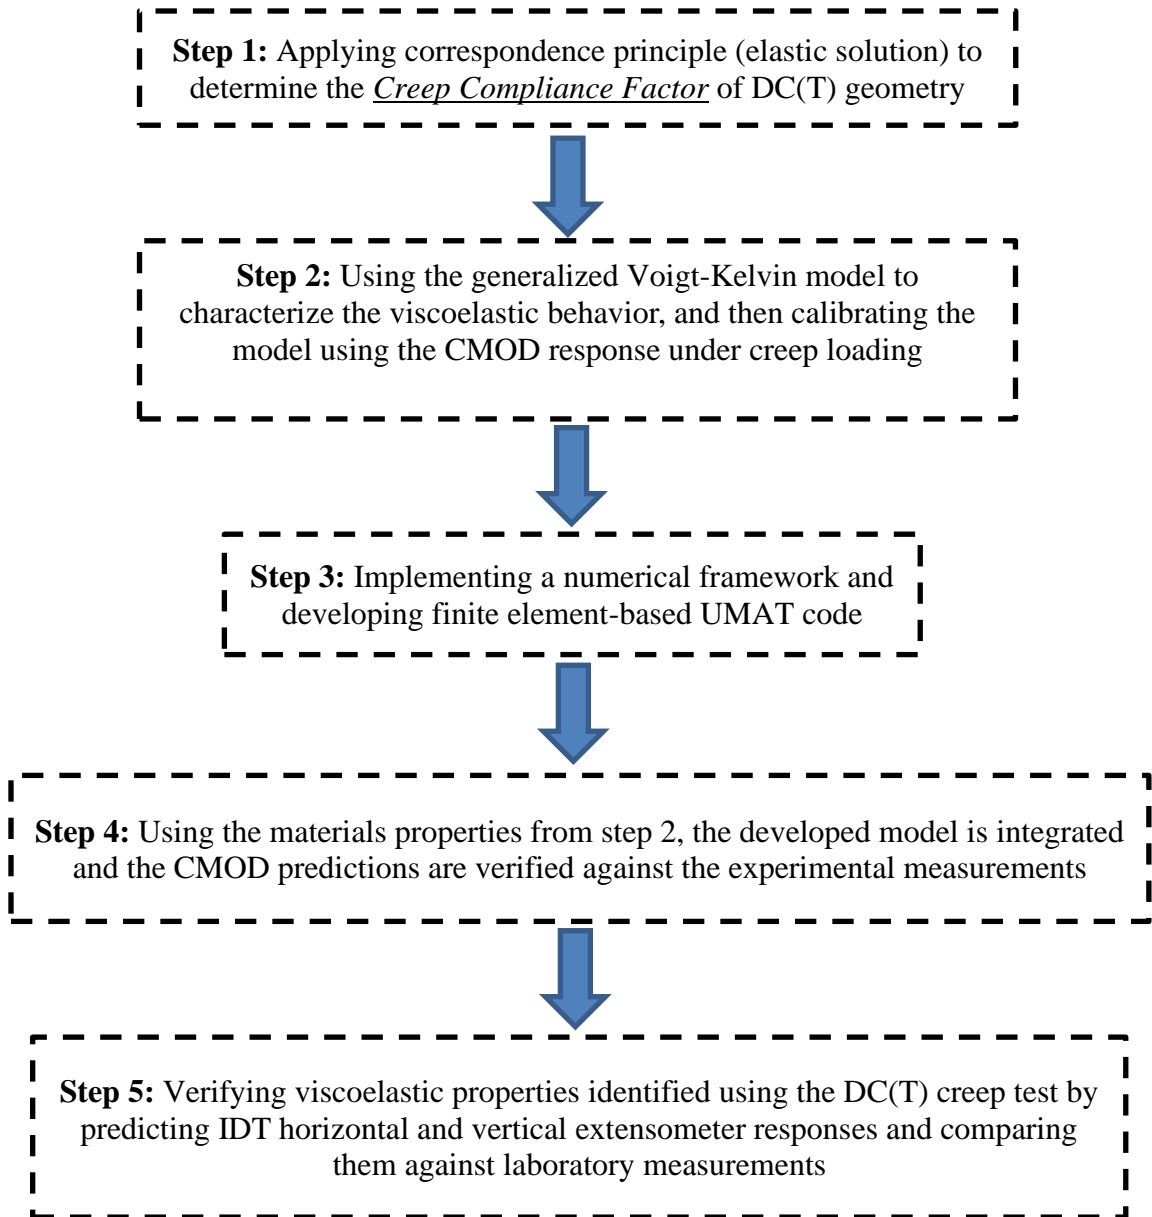 Step 1: Applying correspondence principle (elastic solution) to
determine the Creep Compliance Factor of DC(T) geometry
Step 2: Using the generalized Voigt-Kelvin model to
characterize the viscoelastic behavior, and then calibrating the
model using the CMOD response under creep loading
Step 3: Implementing a numerical framework and
developing finite element-based UMAT code
Step 4: Using the materials properties from step 2, the developed model is integrated
and the CMOD predictions are verified against the experimental measurements
Step 5: Verifying viscoelastic properties identified using the DC(T) creep test by
predicting IDT horizontal and vertical extensometer responses and comparing
them against laboratory measurements